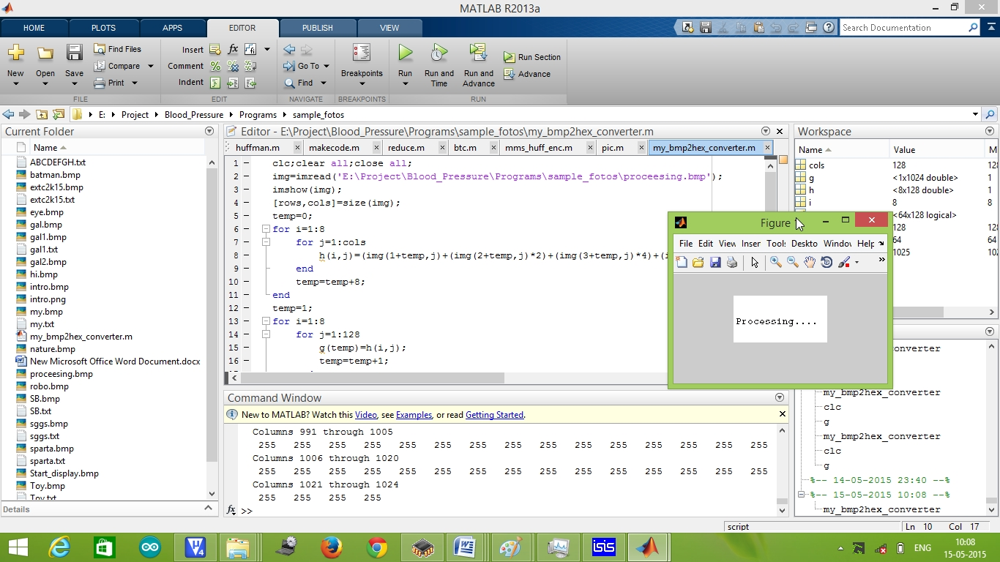 MATLAB R2013a
HOME PLOTS APPS EDITOR PUBLISH VIEW
Search Documentation
New Open Save
Find Files
Compare
Print
FILE
Insert
Comment
Indent
EDIT
Go To
Find
NAVIGATE
Breakpoints
BREAKPOINTS
Run
Run and Time
Run and Advance
Run Section
Advance
RUN
E: Project Blood_Pressure Programs sample_fotos
Current Folder
Name
ABCDEFGH.txt
batman.bmp
extc2k15.bmp
extc2k15.txt
eye.bmp
gal.bmp
gal1.bmp
gal1.txt
gal2.bmp
hi.bmp
intro.bmp
intro.png
my.bmp
my.txt
my_bmp2hex_converter.m
nature.bmp
New Microsoft Office Word Document.docx
proceesing.bmp
robo.bmp
SB.bmp
SB.txt
sggs.bmp
sggs.txt
sparta.bmp
sparta.txt
Start_display.bmp
Toy.bmp
Toy.txt
Details
Editor - E:\Project\Blood_Pressure\Programs\sample_fotos\my_bmp2hex_converter.m
huffman.m makecode.m reduce.m btc.m mms_huff_enc.m pic.m my_bmp2hex_converter.m
1 clc;clear all;close all;
2 img=imread('E:\Project\Blood_Pressure\Programs\sample_fotos\proceesing.bmp');
3 imshow(img);
4 [rows,cols]=size(img);
5 temp=0;
6 for i=1:8
7 for j=1:cols
8 h(i,j)=(img(1+temp,j)+(img(2+temp,j)*2)+(img(3+temp,j)*4)+(i
9 end
10 temp=temp+8;
11 end
12 temp=1;
13 for i=1:8
14 for j=1:128
15 g(temp)=h(i,j);
16 temp=temp+1;
Command Window
New to MATLAB? Watch this Video, see Examples, or read Getting Started.
Columns 991 through 1005
255 255 255 255 255 255 255 255 255 255 255 255 255 255 255
Columns 1006 through 1020
255 255 255 255 255 255 255 255 255 255 255 255 255 255 255
Columns 1021 through 1024
255 255 255 255
fx >>
Workspace
Name Value M
cols 128 128
g <1x1024 double> 1
h <8x128 double> 1
i 8 8
<64x128 logical>
128 128
64 64
1025 102
Figure
File Edit View Inser Tools Deskto Window Help
Processing....
onverter
my_bmp2hex_converter
clc
g
my_bmp2hex_converter
clc
g
%-- 14-05-2015 23:40 --%
%-- 15-05-2015 10:08 --%
my_bmp2hex_converter
script Ln 10 Col 17
ENG
10:08
15-05-2015